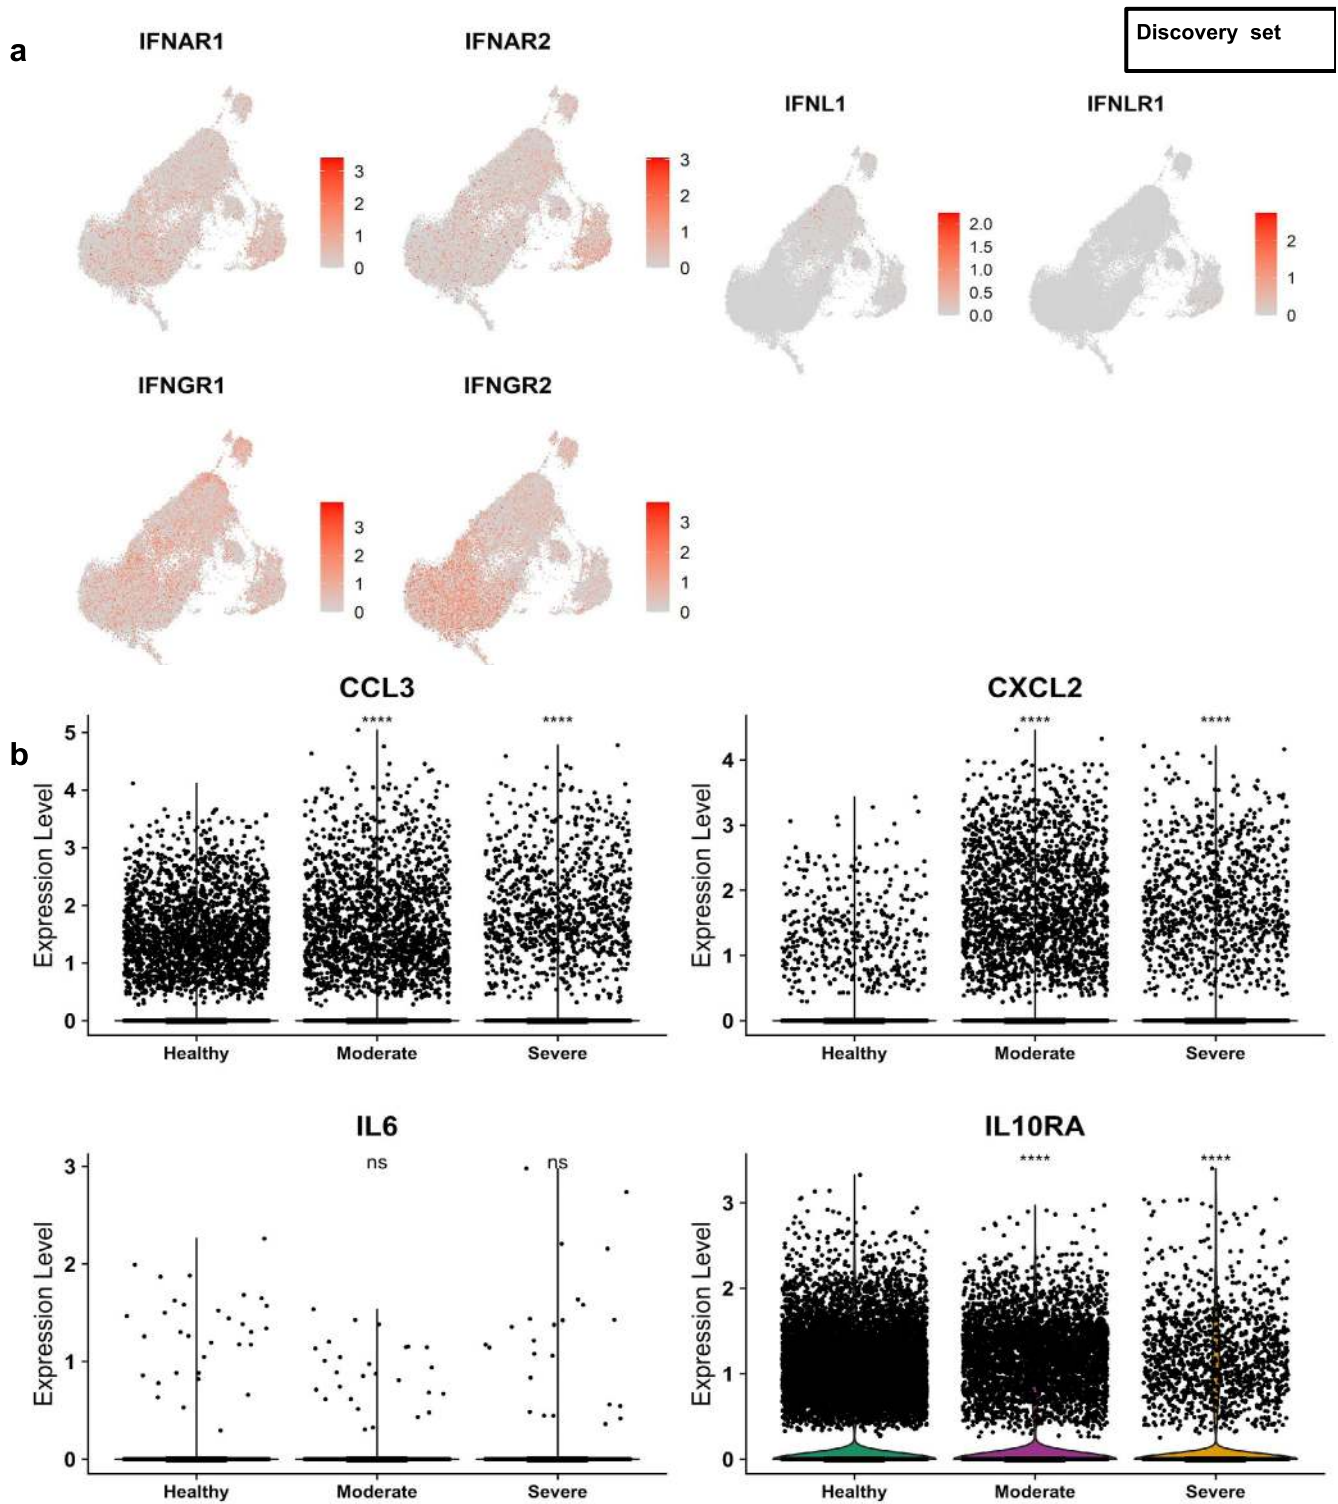 a
IFNAR1
IFNAR2
Discovery set
IFNL1
IFNLR1
3
2
1
0
3
2
1
0
2.0
1.5
1.0
0.5
0.0
2
1
0
IFNGR1
IFNGR2
3
2
1
0
3
2
1
0
b
CCL3
Expression Level
5
4
3
2
1
0
****
****
Healthy
Moderate
Severe
CXCL2
Expression Level
4
3
2
1
0
****
****
Healthy
Moderate
Severe
IL6
Expression Level
3
2
1
0
ns
ns
Healthy
Moderate
Severe
IL10RA
Expression Level
3
2
1
0
****
****
Healthy
Moderate
Severe